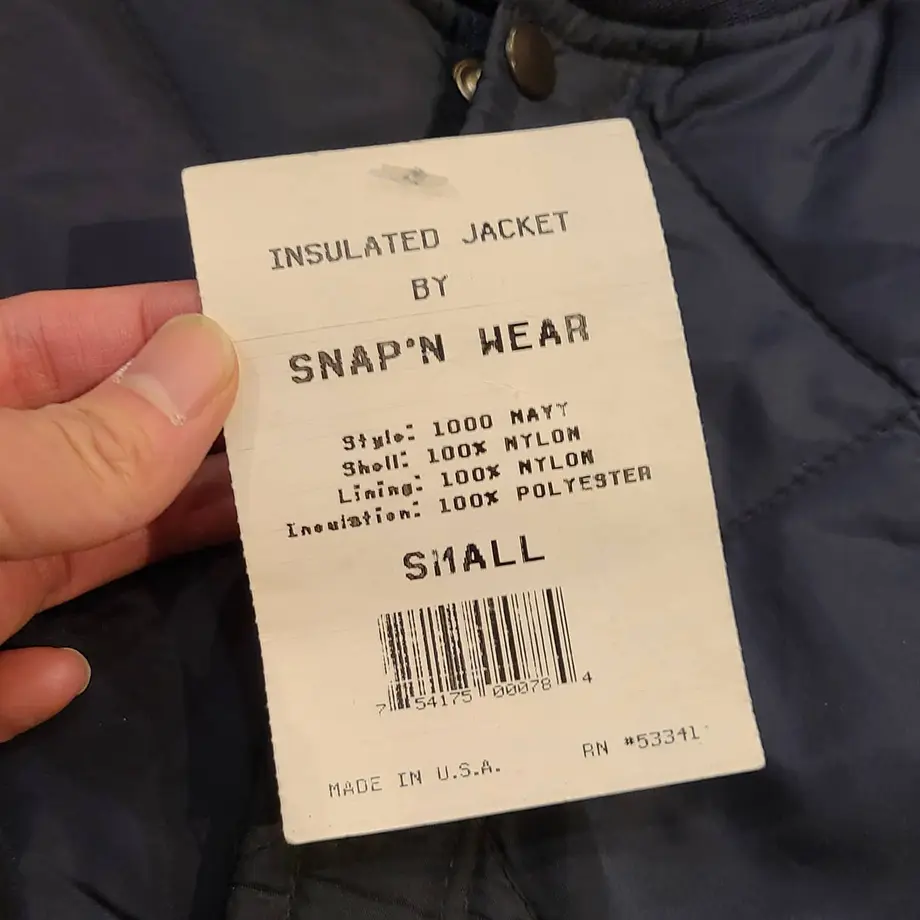 INSULATED JACKET
BY
SNAP'N WEAR
Style: 1000 NAVY
Shell: 100% NYLON
Lining: 100% NYLON
Insulation: 100% POLYESTER
SMALL
7 54175 00078 4
MADE IN U.S.A. RN #53341